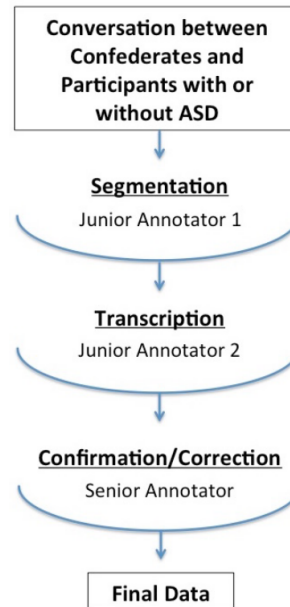 Conversation between
Confederates and
Participants with or
without ASD
Segmentation
Junior Annotator 1
Transcription
Junior Annotator 2
Confirmation/Correction
Senior Annotator
Final Data